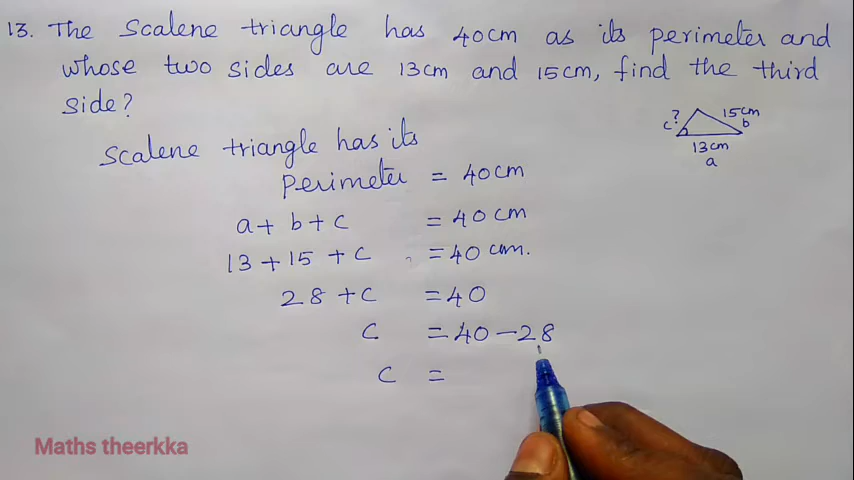 13. The Scalene triangle has 40cm as its perimeter and
whose two sides are 13cm and 15cm, find the third
side?
c? 15cm
b
13cm
a
Scalene triangle has its
Perimeter = 40cm
a + b + c = 40 cm
13 + 15 + c = 40 cm.
28 + c = 40
c = 40 - 28
c =
Maths theerkka